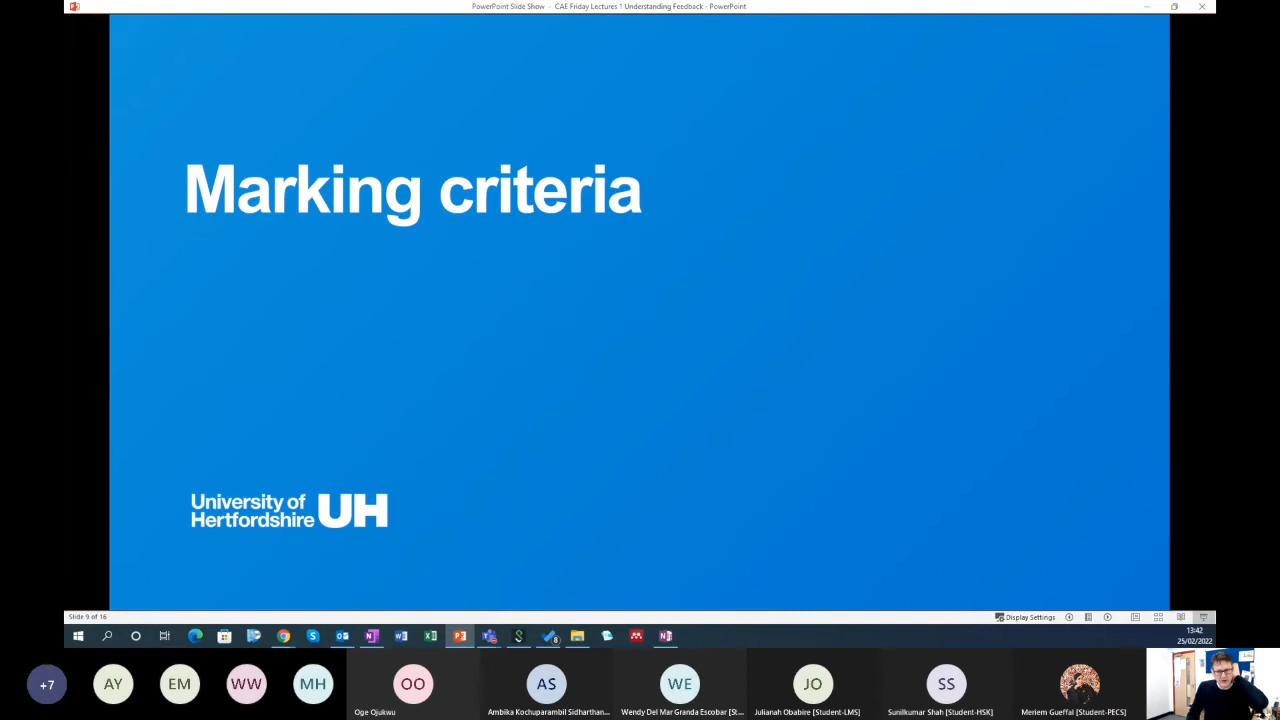 PowerPoint Slide Show - CAE Friday Lectures 1 Understanding Feedback - PowerPoint
Marking criteria
University of
Hertfordshire UH
Slide 9 of 16
Display Settings
13:42
25/02/2022
+7
AY
EM
WW
MH
OO
AS
WE
JO
SS
Oge Ojukwu
Ambika Kochuparambil Sidharthan...
Wendy Del Mar Granda Escobar [St...
Julianah Obabire [Student-LMS]
Sunilkumar Shah [Student-HSK]
Meriem Gueffal [Student-PECS]